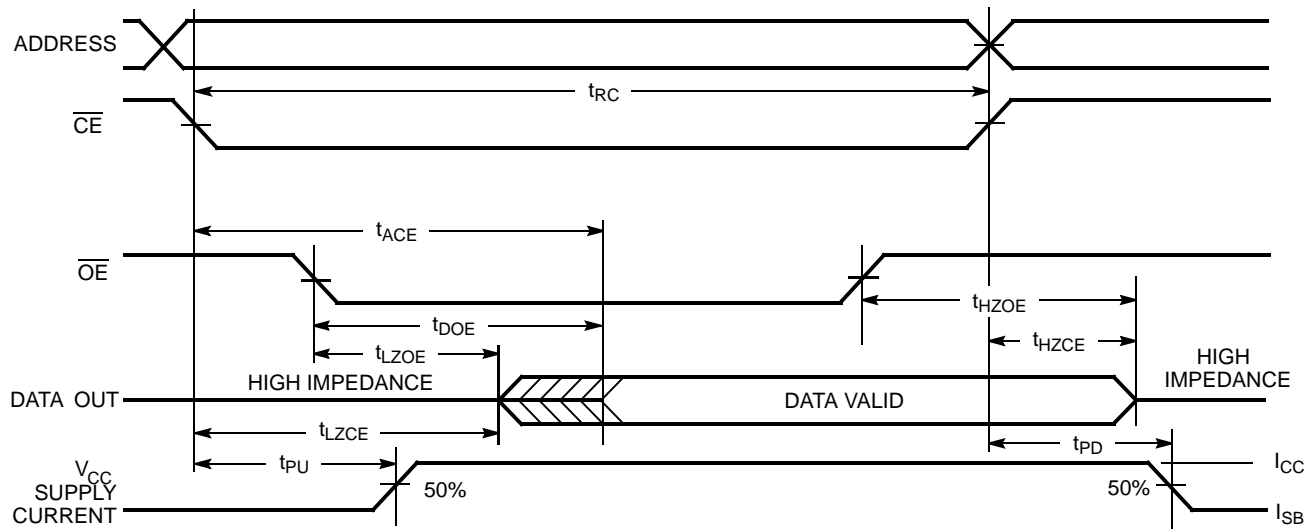 ADDRESS
tRC
CE
tACE
OE
tHZOE
tDOE
tHZCE
tLZOE
HIGH IMPEDANCE
HIGH
IMPEDANCE
DATA OUT
DATA VALID
tLZCE
tPD
tPU
VCC
SUPPLY
CURRENT
50%
50%
ICC
ISB